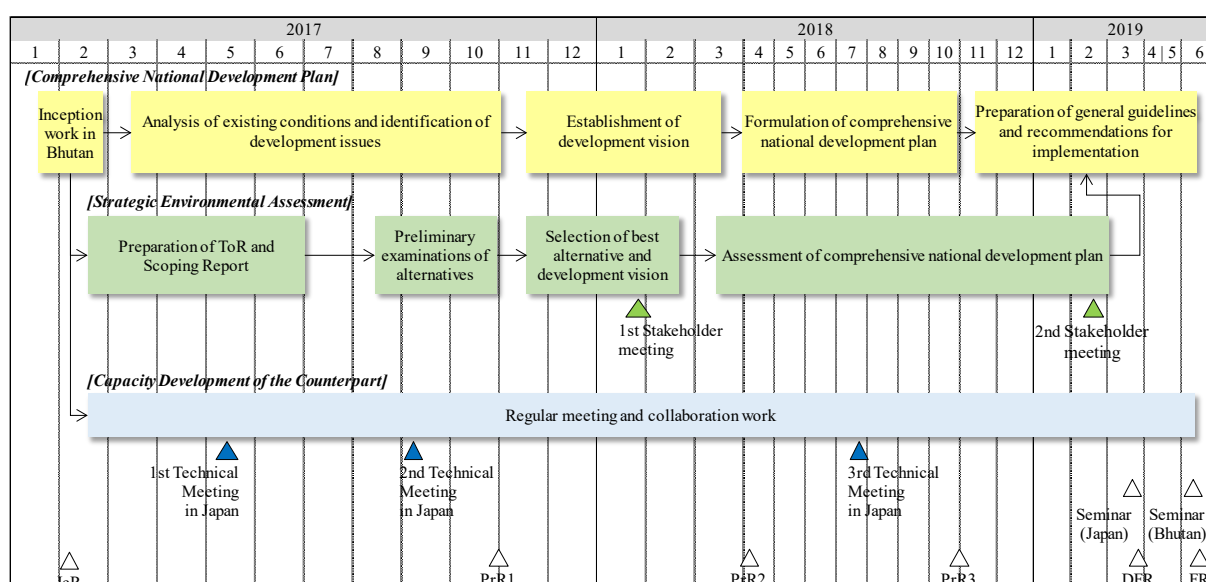 2017 2018 2019
1 2 3 4 5 6 7 8 9 10 11 12 1 2 3 4 5 6 7 8 9 10 11 12 1 2 3 4 5 6
[Comprehensive National Development Plan]
Inception
work in
Bhutan
Analysis of existing conditions and identification of
development issues
Establishment of
development vision
Formulation of comprehensive
national development plan
Preparation of general guidelines
and recommendations for
implementation
[Strategic Environmental Assessment]
Preparation of ToR and
Scoping Report
Preliminary
examinations of
alternatives
Selection of best
alternative and
development vision
Assessment of comprehensive national development plan
1st Stakeholder
meeting
2nd Stakeholder
meeting
[Capacity Development of the Counterpart]
Regular meeting and collaboration work
1st Technical
Meeting
in Japan
2nd Technical
Meeting
in Japan
3rd Technical
Meeting
in Japan
Seminar
(Japan)
Seminar
(Bhutan)
PrR1 PrR2 PrR3 DFR FR